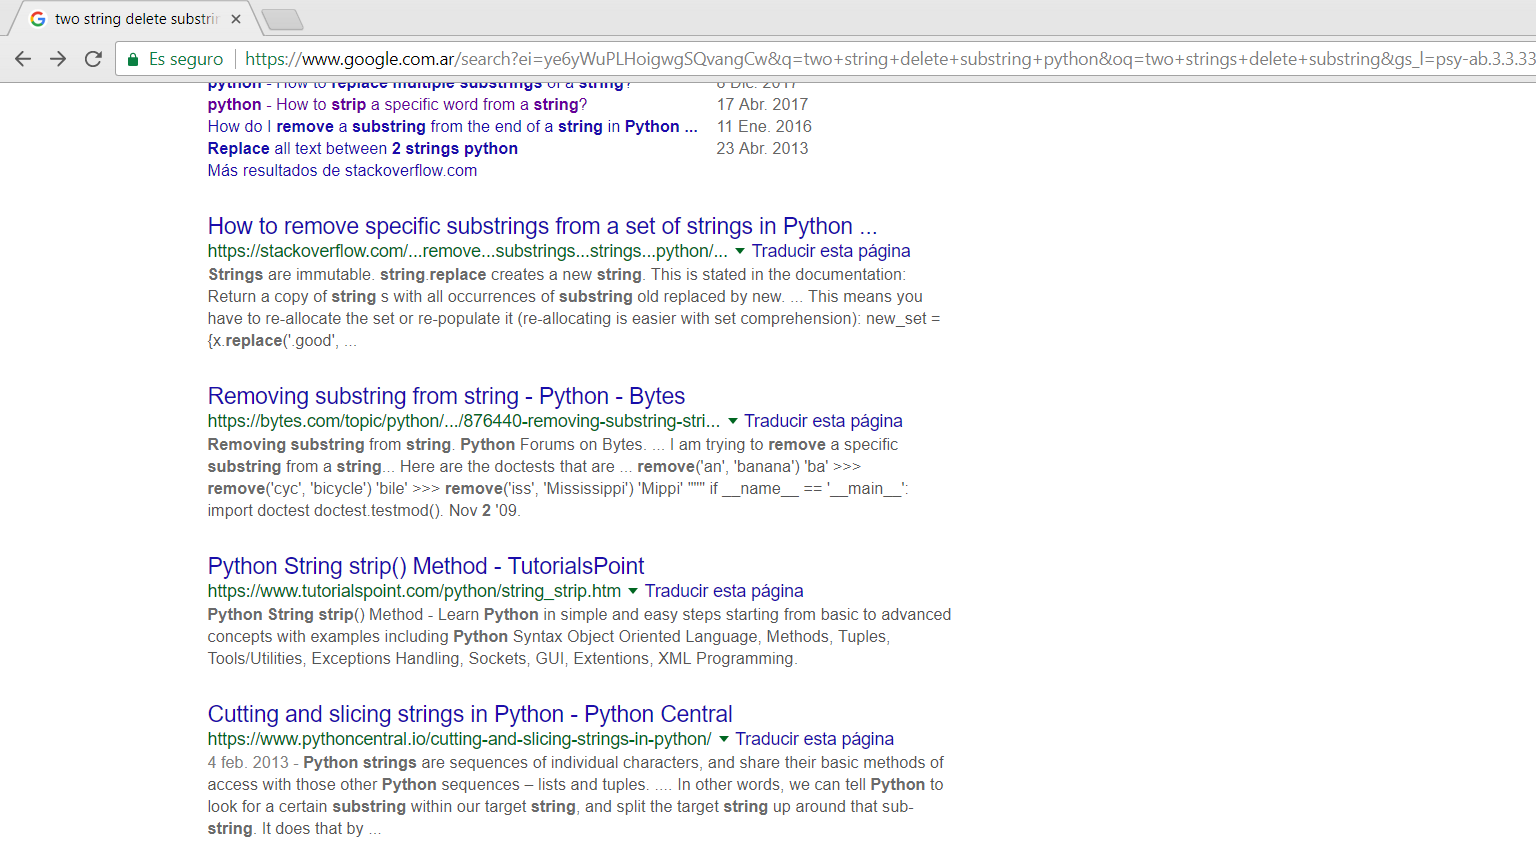 two string delete substrin
Es seguro
https://www.google.com.ar/search?ei=ye6yWuPLHoigwgSQvangCw&q=two+string+delete+substring+python&oq=two+strings+delete+substring&gs_l=psy-ab.3.3.33
python - How to replace multiple substrings of a string? 8 Dic. 2017
python - How to strip a specific word from a string? 17 Abr. 2017
How do I remove a substring from the end of a string in Python ... 11 Ene. 2016
Replace all text between 2 strings python 23 Abr. 2013
Más resultados de stackoverflow.com
How to remove specific substrings from a set of strings in Python ...
https://stackoverflow.com/...remove...substrings...strings...python/... Traducir esta página
Strings are immutable. string.replace creates a new string. This is stated in the documentation:
Return a copy of string s with all occurrences of substring old replaced by new. ... This means you
have to re-allocate the set or re-populate it (re-allocating is easier with set comprehension): new_set =
{x.replace('.good', ...
Removing substring from string - Python - Bytes
https://bytes.com/topic/python/.../876440-removing-substring-stri... Traducir esta página
Removing substring from string. Python Forums on Bytes. ... I am trying to remove a specific
substring from a string... Here are the doctests that are ... remove('an', 'banana') 'ba' >>>
remove('cyc', 'bicycle') 'bile' >>> remove('iss', 'Mississippi') 'Mippi' """ if __name__ == '__main__':
import doctest doctest.testmod(). Nov 2 '09.
Python String strip() Method - TutorialsPoint
https://www.tutorialspoint.com/python/string_strip.htm Traducir esta página
Python String strip() Method - Learn Python in simple and easy steps starting from basic to advanced
concepts with examples including Python Syntax Object Oriented Language, Methods, Tuples,
Tools/Utilities, Exceptions Handling, Sockets, GUI, Extentions, XML Programming.
Cutting and slicing strings in Python - Python Central
https://www.pythoncentral.io/cutting-and-slicing-strings-in-python/ Traducir esta página
4 feb. 2013 - Python strings are sequences of individual characters, and share their basic methods of
access with those other Python sequences – lists and tuples. .... In other words, we can tell Python to
look for a certain substring within our target string, and split the target string up around that sub-
string. It does that by ...